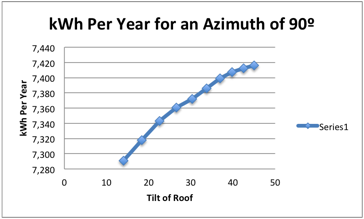 kWh Per Year for an Azimuth of 90º
7,440
7,420
7,400
7,380
7,360
7,340
7,320
7,300
7,280
kWh Per Year
0 10 20 30 40 50
Tilt of Roof
Series1